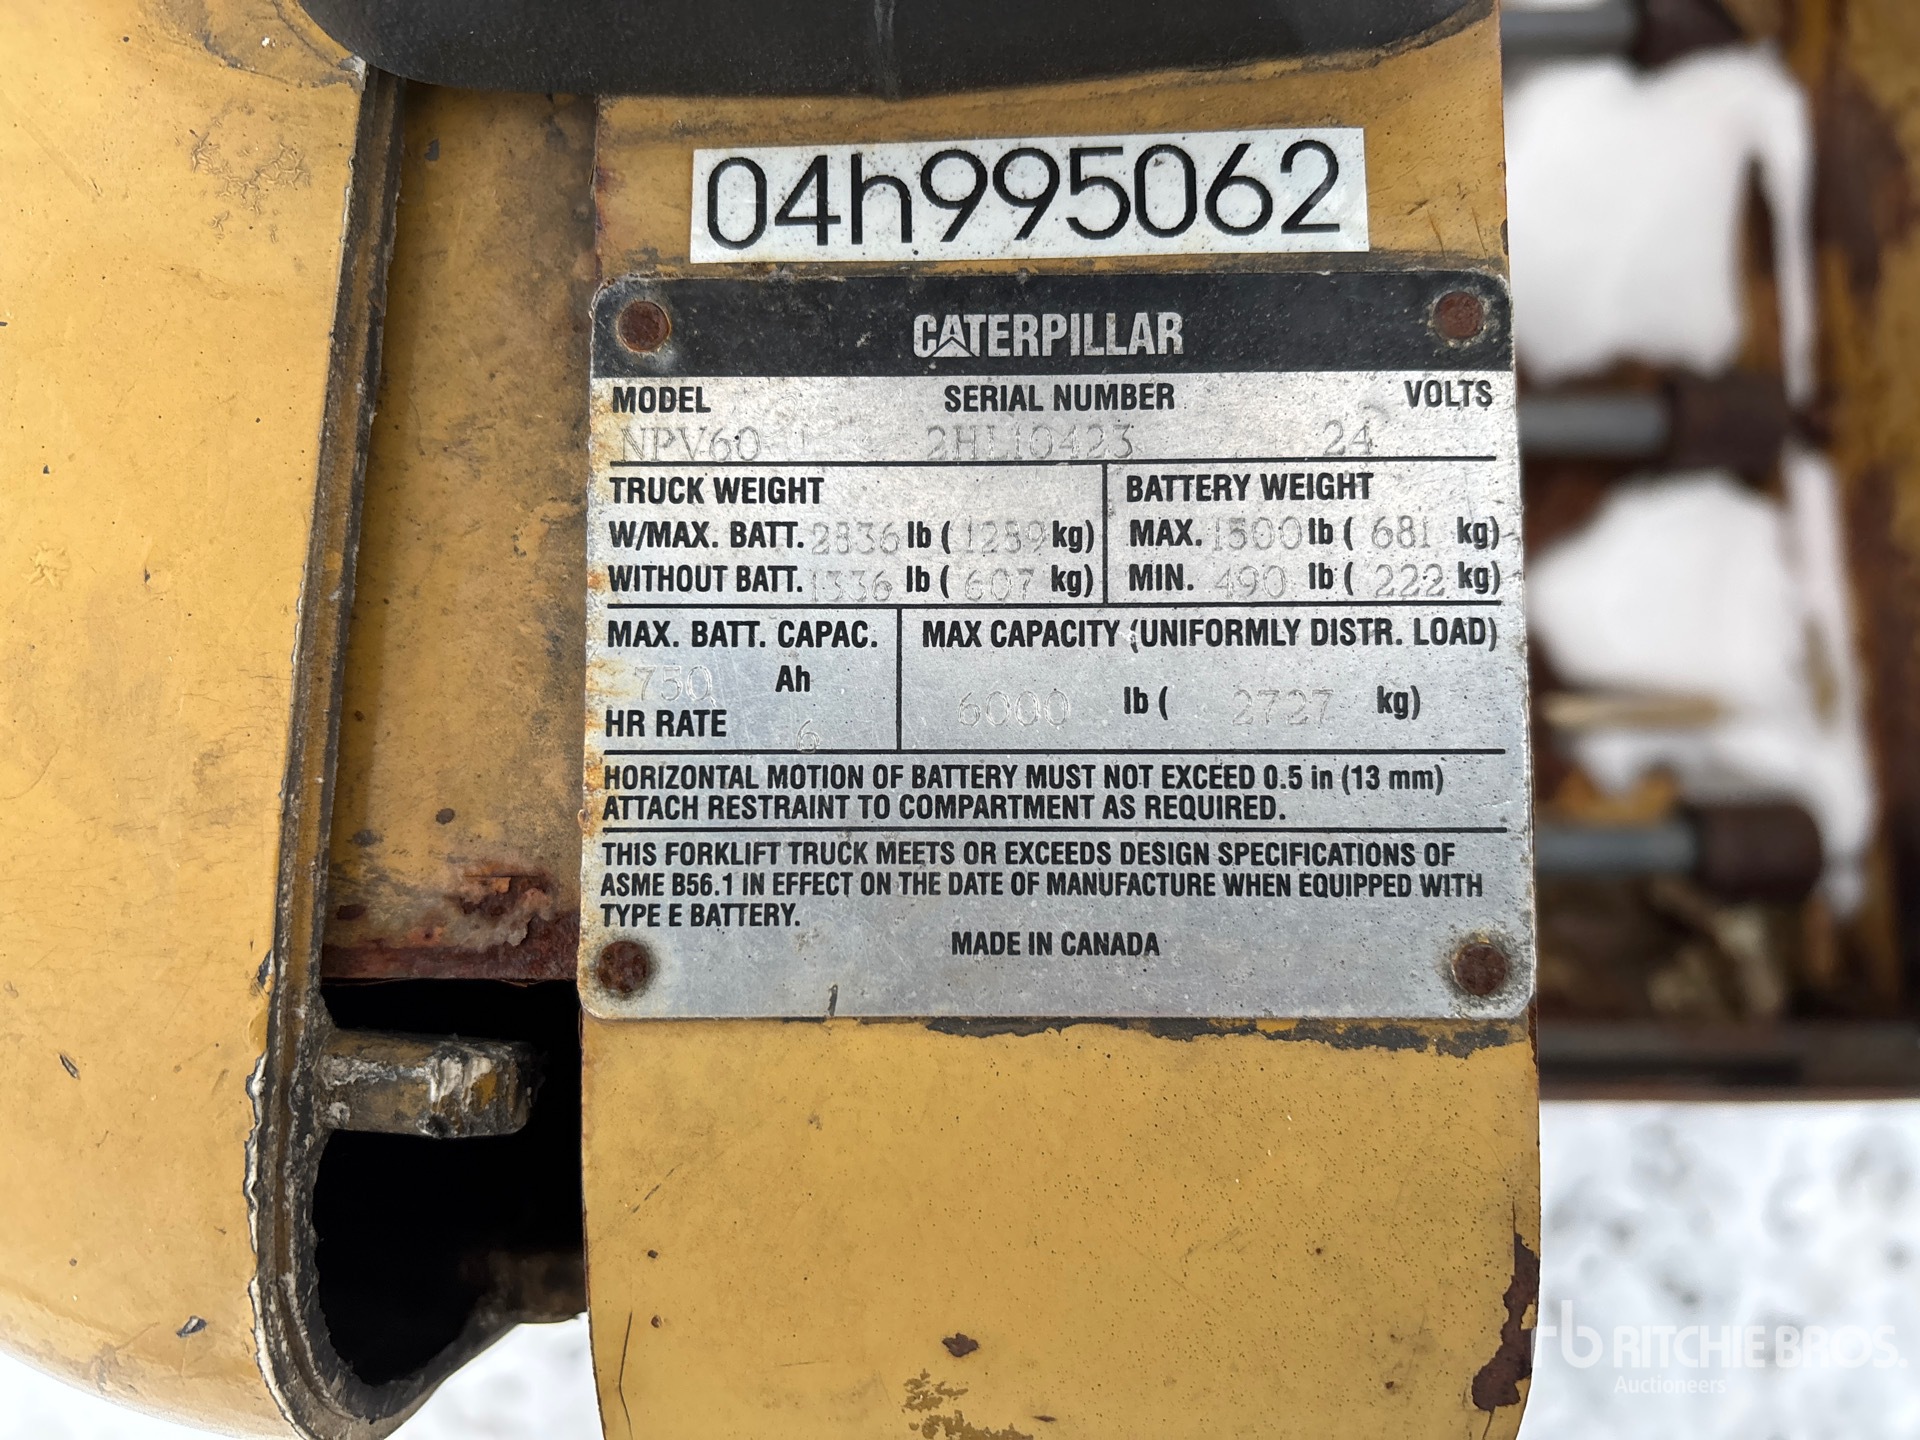 04h995062
CATERPILLAR
MODEL SERIAL NUMBER VOLTS
NPV60 2HL10423 24
TRUCK WEIGHT BATTERY WEIGHT
W/MAX. BATT. 2836 lb ( 1289 kg) MAX. 1500 lb ( 681 kg)
WITHOUT BATT. 1336 lb ( 607 kg) MIN. 490 lb ( 222 kg)
MAX. BATT. CAPAC. MAX CAPACITY (UNIFORMLY DISTR. LOAD)
750 Ah 6000 lb ( 2727 kg)
HR RATE 6
HORIZONTAL MOTION OF BATTERY MUST NOT EXCEED 0.5 in (13 mm)
ATTACH RESTRAINT TO COMPARTMENT AS REQUIRED.
THIS FORKLIFT TRUCK MEETS OR EXCEEDS DESIGN SPECIFICATIONS OF
ASME B56.1 IN EFFECT ON THE DATE OF MANUFACTURE WHEN EQUIPPED WITH
TYPE E BATTERY.
MADE IN CANADA
rb RITCHIE BROS.
Auctioneers